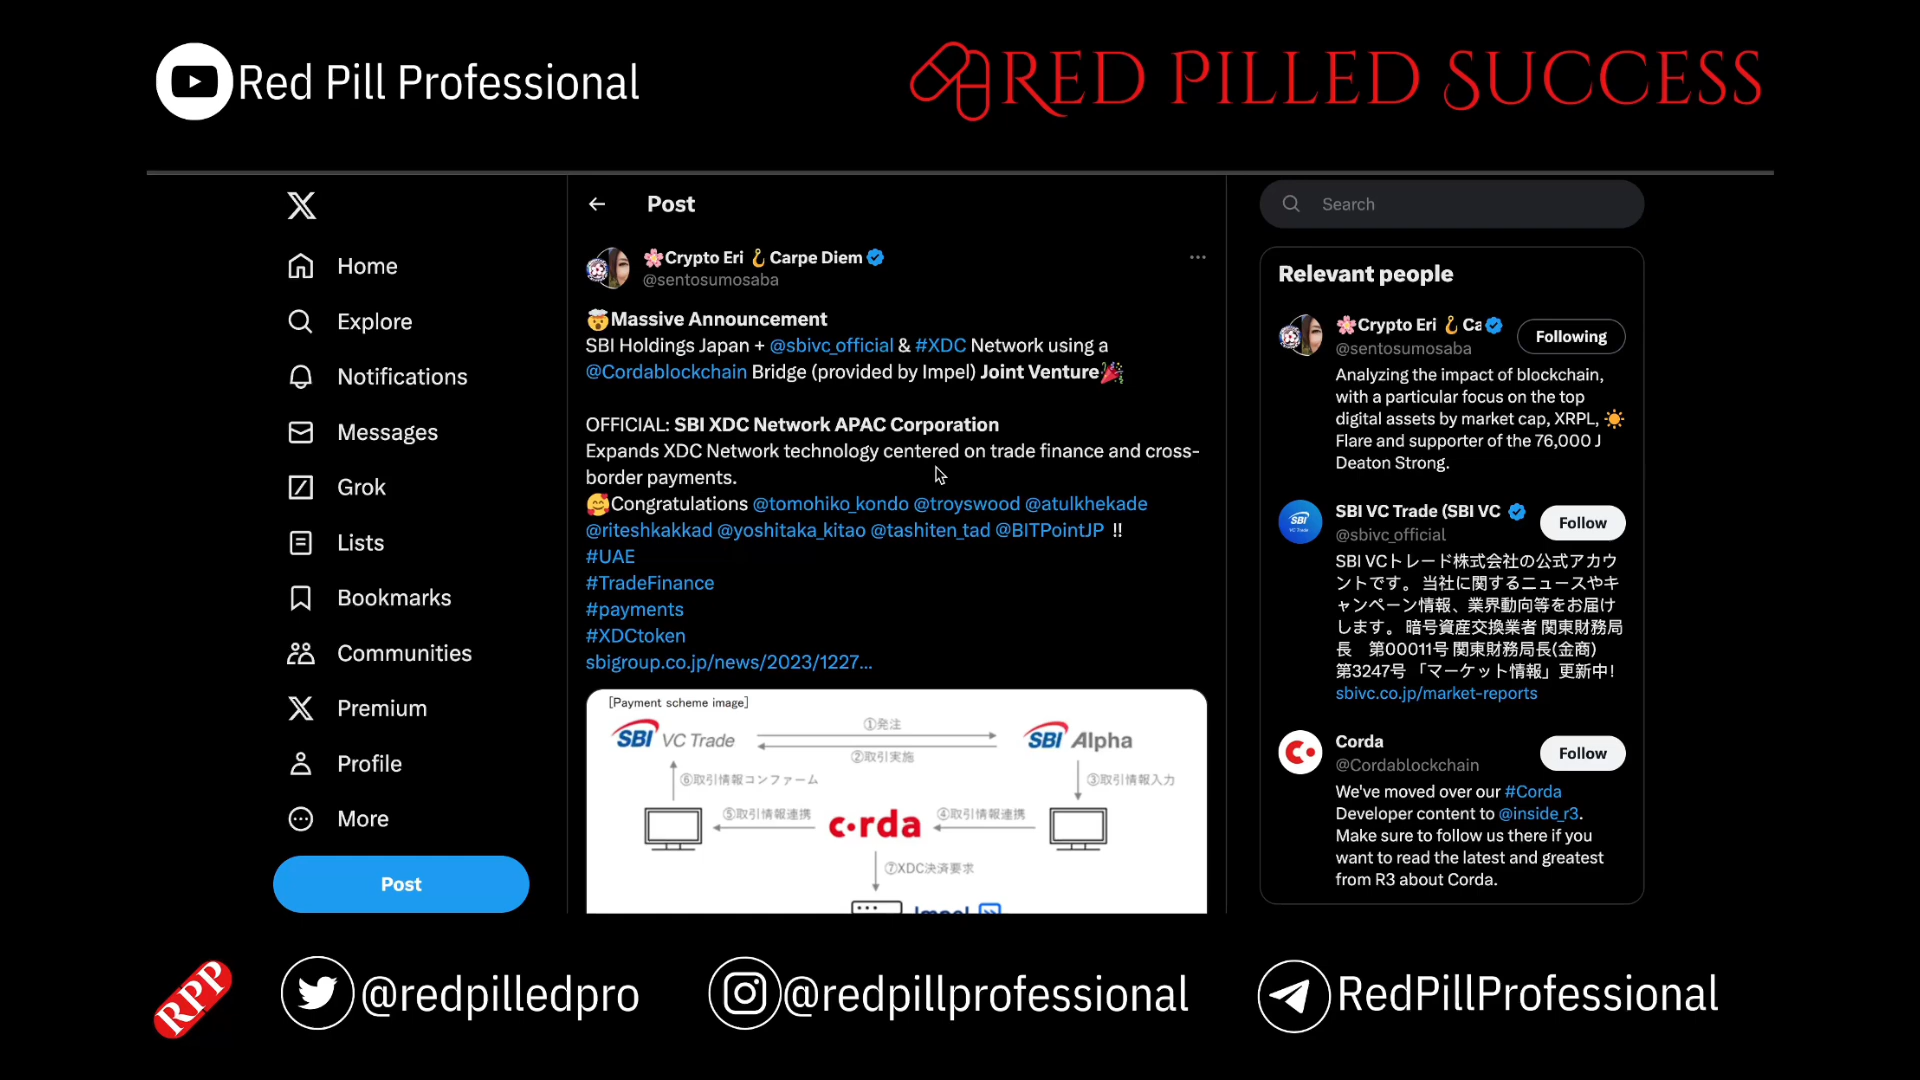 Red Pill Professional
RED PILLED SUCCESS
Home
Explore
Notifications
Messages
Grok
Lists
Bookmarks
Communities
Premium
Profile
More
Post
Post
🌸Crypto Eri 🪝Carpe Diem
@sentosumosaba
🤯Massive Announcement
SBI Holdings Japan + @sbivc_official & #XDC Network using a
@Cordablockchain Bridge (provided by Impel) Joint Venture🎉
OFFICIAL: SBI XDC Network APAC Corporation
Expands XDC Network technology centered on trade finance and cross-
border payments.
🥰Congratulations @tomohiko_kondo @troyswood @atulkhekade
@riteshkakkad @yoshitaka_kitao @tashiten_tad @BITPointJP ‼
#UAE
#TradeFinance
#payments
#XDCtoken
sbigroup.co.jp/news/2023/1227...
[Payment scheme image]
SBI VC Trade
①発注
②取引実施
SBI Alpha
⑥取引情報コンファーム
③取引情報入力
⑤取引情報連携
c•rda
④取引情報連携
⑦XDC決済要求
Impel
Search
Relevant people
🌸Crypto Eri 🪝Ca
@sentosumosaba
Following
Analyzing the impact of blockchain,
with a particular focus on the top
digital assets by market cap, XRPL, ☀️
Flare and supporter of the 76,000 J
Deaton Strong.
SBI VC Trade
SBI VC Trade (SBI VC
@sbivc_official
Follow
SBI VCトレード株式会社の公式アカウ
ントです。 当社に関するニュースやキ
ャンペーン情報、業界動向等をお届け
します。 暗号資産交換業者 関東財務局
長　第00011号 関東財務局長(金商)
第3247号 「マーケット情報」更新中!
sbivc.co.jp/market-reports
Corda
@Cordablockchain
Follow
We've moved over our #Corda
Developer content to @inside_r3.
Make sure to follow us there if you
want to read the latest and greatest
from R3 about Corda.
RPP
@redpilledpro
@redpillprofessional
RedPillProfessional